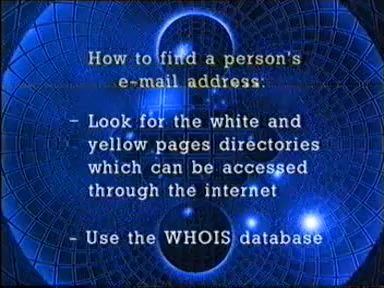 How to find a person's
e-mail address:
- Look for the white and
yellow pages directories
which can be accessed
through the internet
- Use the WHOIS database